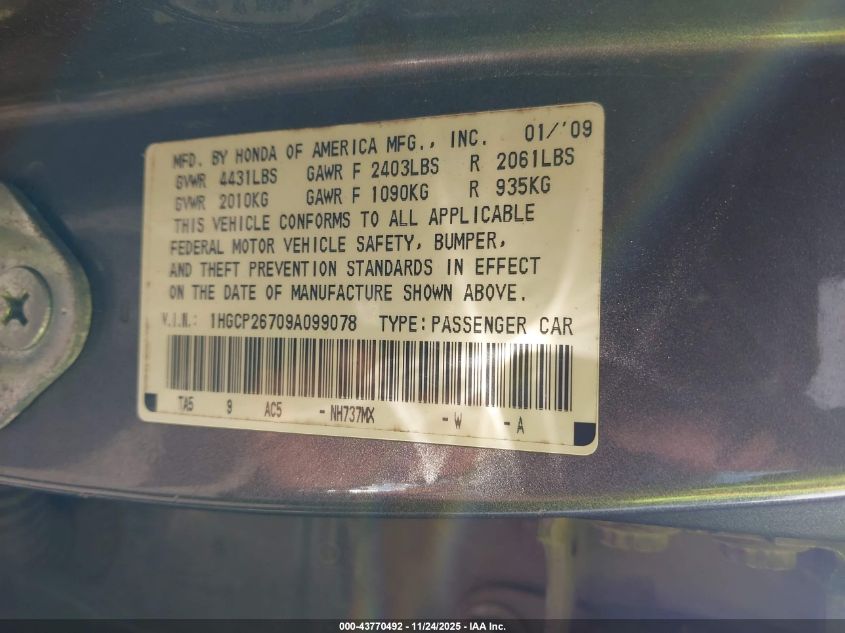 MFD. BY HONDA OF AMERICA MFG., INC. 01/'09
GVWR 4431LBS GAWR F 2403LBS R 2061LBS
GVWR 2010KG GAWR F 1090KG R 935KG
THIS VEHICLE CONFORMS TO ALL APPLICABLE
FEDERAL MOTOR VEHICLE SAFETY, BUMPER,
AND THEFT PREVENTION STANDARDS IN EFFECT
ON THE DATE OF MANUFACTURE SHOWN ABOVE.
V.I.N.: 1HGCP26709A099078 TYPE:PASSENGER CAR
TA5 9 AC5 -NH737MX -W -A
000-43770492 - 11/24/2025 - IAA Inc.